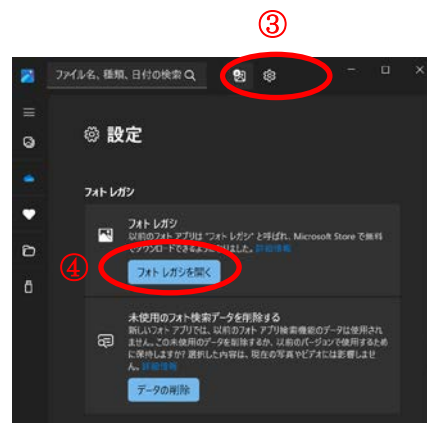 ③
ファイル名、種類、日付の検索
設定
フォト レガシ
フォト レガシ
以前のフォト アプリは "フォト レガシ" と呼ばれ、Microsoft Store で無料
でダウンロードできるようになりました。詳細情報
④
フォト レガシを開く
未使用のフォト検索データを削除する
新しいフォト アプリでは、以前のフォト アプリ検索機能のデータは使用され
ません。この未使用のデータを削除するか、以前のバージョンで使用するため
に保持しますか? 選択した内容は、現在の写真やビデオには影響しませ
ん。詳細情報
データの削除